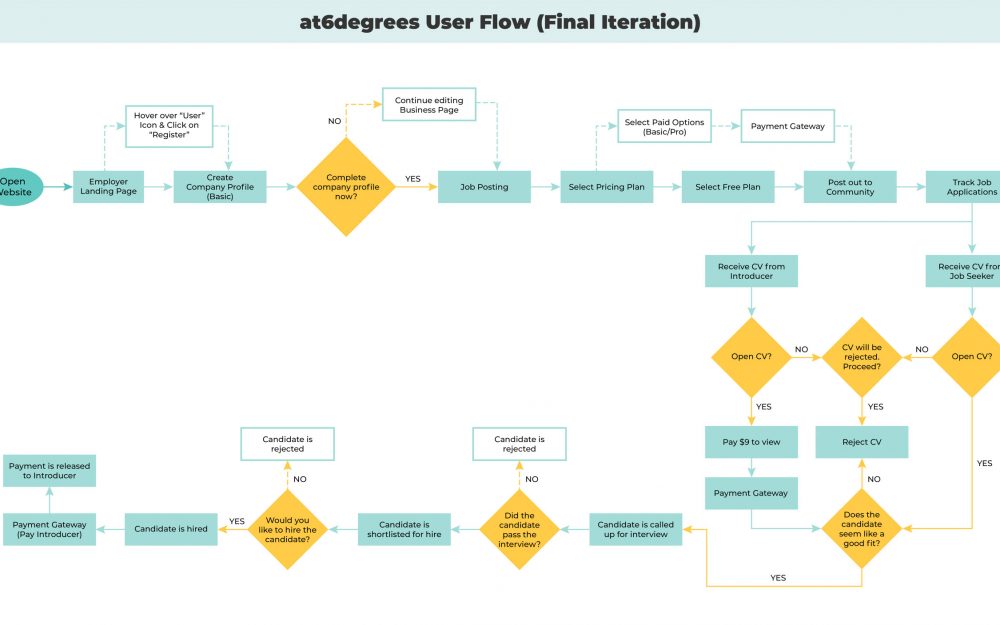 at6degrees User Flow (Final Iteration)
Hover over “User”
Icon & Click on
“Register”
NO
Continue editing
Business Page
Select Paid Options
(Basic/Pro)
Payment Gateway
Open
Website
Employer
Landing Page
Create
Company Profile
(Basic)
Complete
company profile
now?
YES
Job Posting
Select Pricing Plan
Select Free Plan
Post out to
Community
Track Job
Applications
Receive CV from
Introducer
Receive CV from
Job Seeker
Open CV?
NO
CV will be
rejected.
Proceed?
NO
Open CV?
YES
YES
YES
Pay $9 to view
Reject CV
Payment Gateway
NO
Does the
candidate
seem like a
good fit?
YES
Candidate is called
up for interview
Did the
candidate
pass the
interview?
NO
Candidate is
rejected
Candidate is
shortlisted for hire
Would you
like to hire the
candidate?
NO
Candidate is
rejected
YES
Candidate is hired
Payment Gateway
(Pay Introducer)
Payment is released
to Introducer